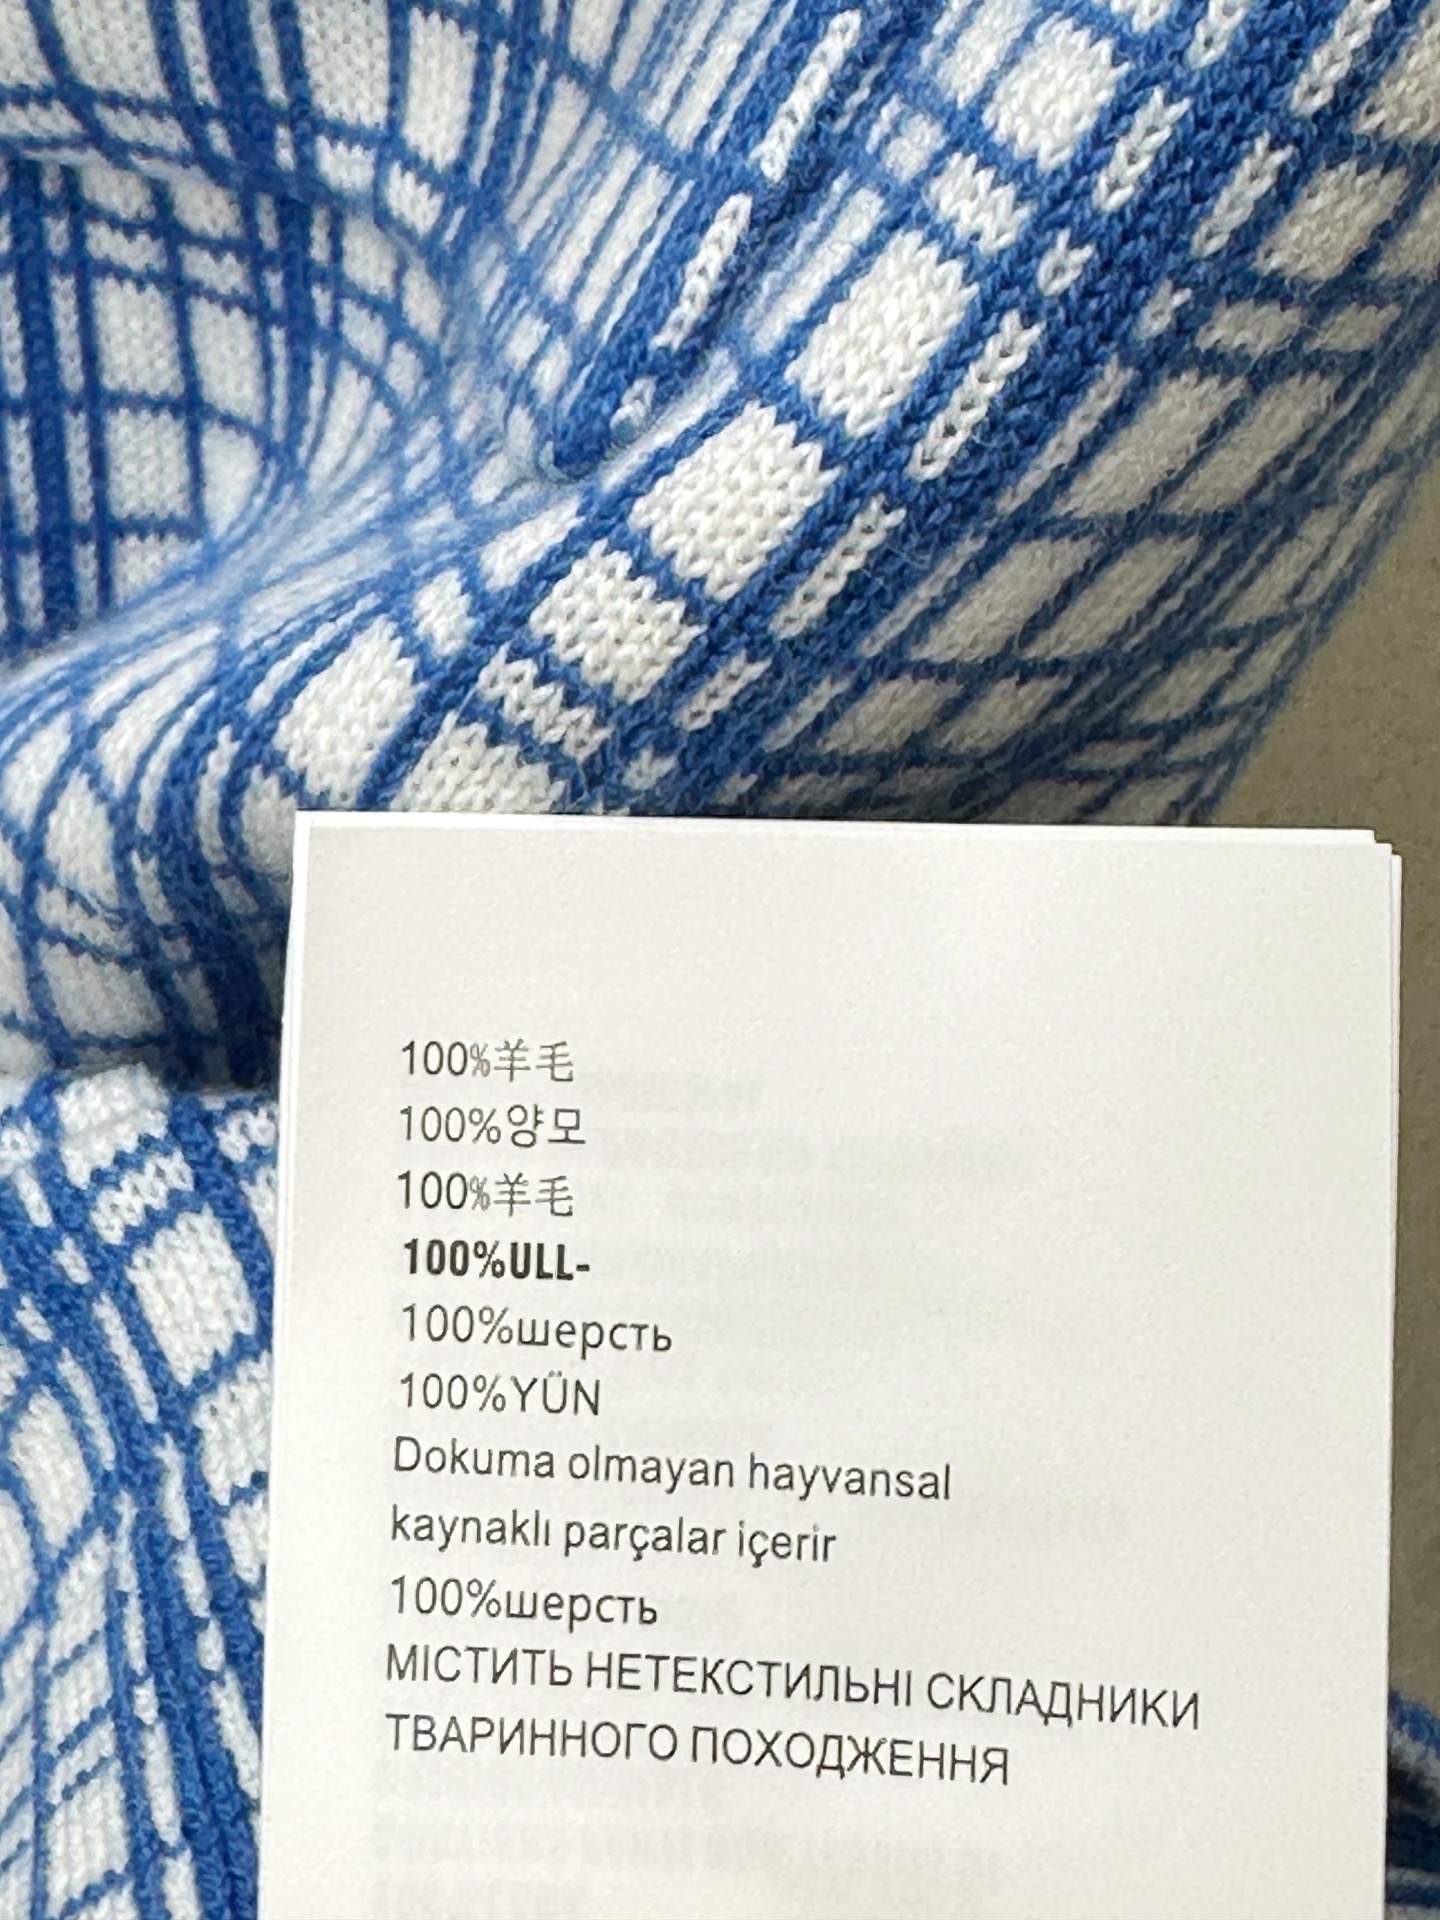 100%羊毛
100%양모
100%羊毛
100%ULL-
100%шерсть
100%YÜN
Dokuma olmayan hayvansal
kaynaklı parçalar içerir
100%шерсть
МІСТИТЬ НЕТЕКСТИЛЬНІ СКЛАДНИКИ
ТВАРИННОГО ПОХОДЖЕННЯ